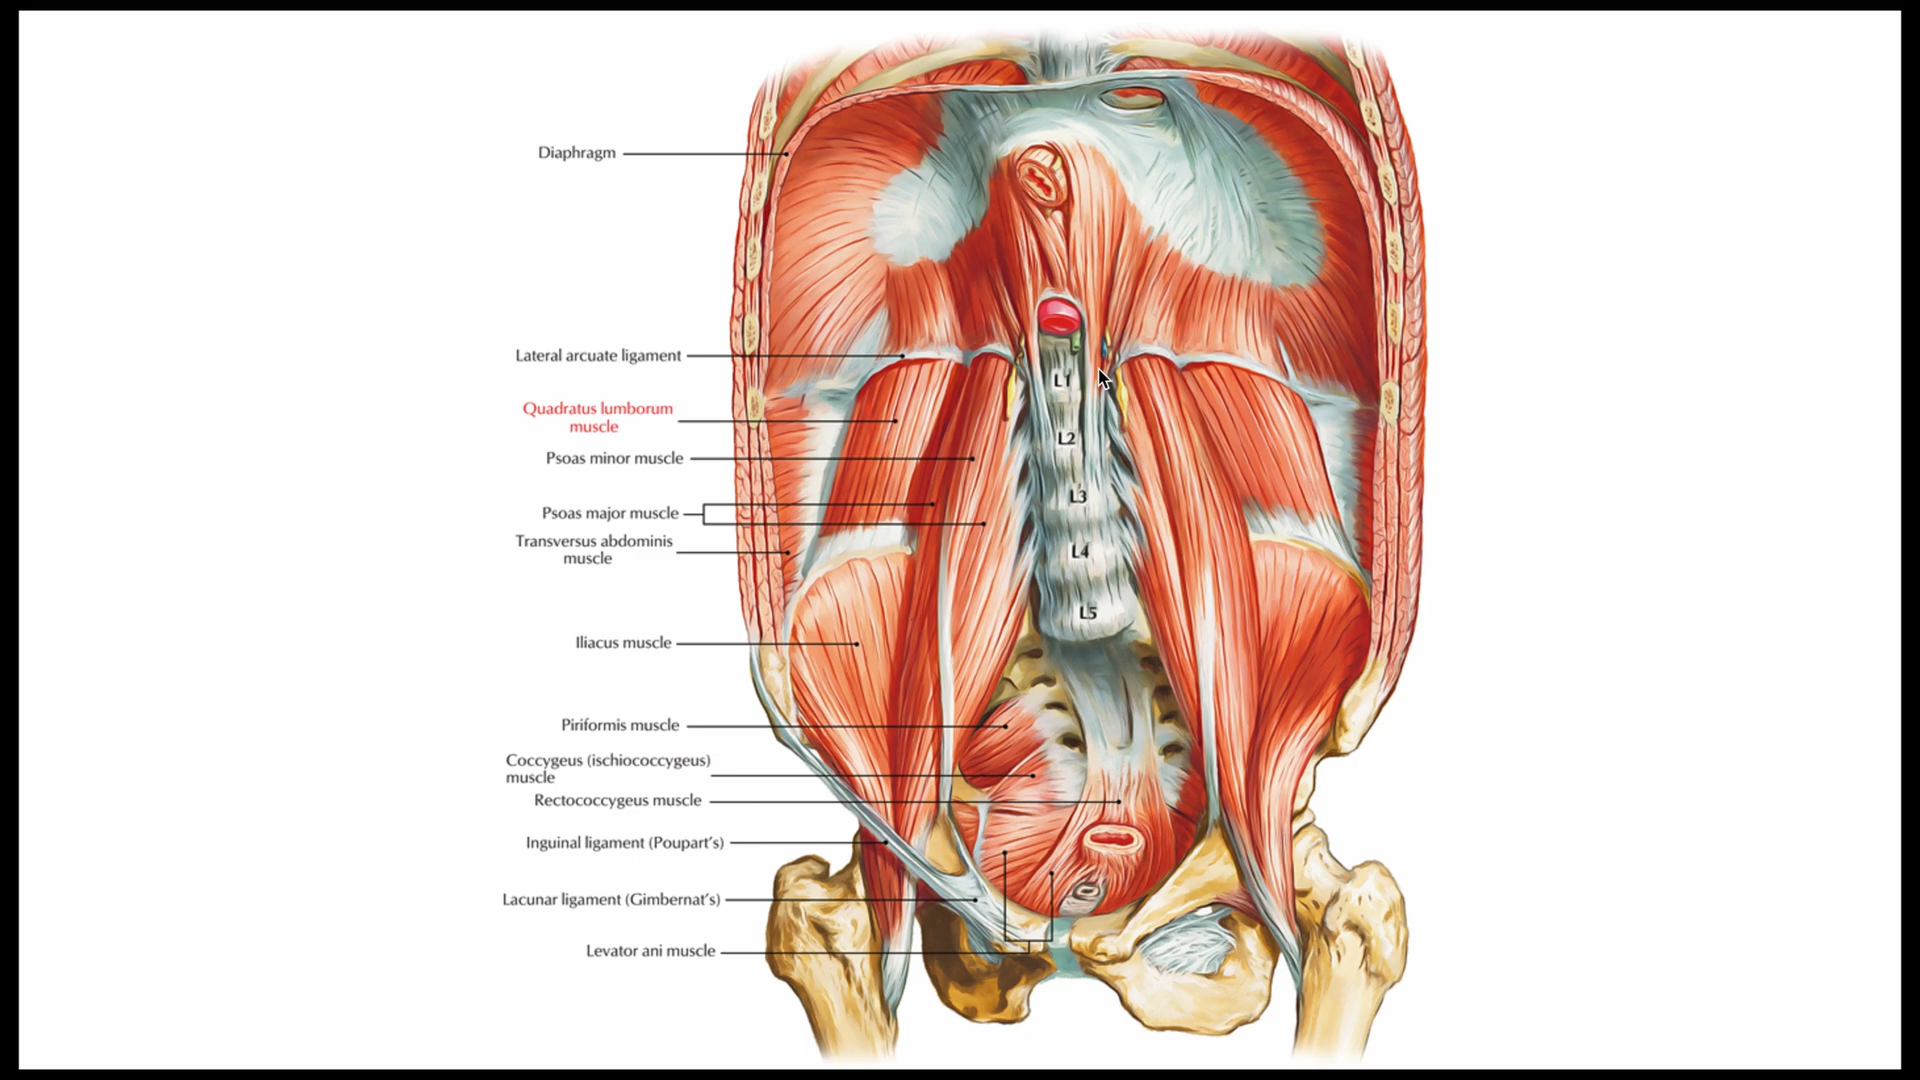 Diaphragm
Lateral arcuate ligament
L1
Quadratus lumborum
muscle
L2
Psoas minor muscle
L3
Psoas major muscle
Transversus abdominis
muscle
L4
L5
Iliacus muscle
Piriformis muscle
Coccygeus (ischiococcygeus)
muscle
Rectococcygeus muscle
Inguinal ligament (Poupart's)
Lacunar ligament (Gimbernat's)
Levator ani muscle